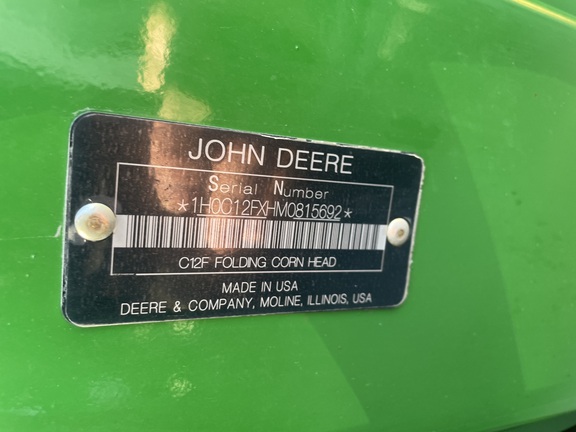 JOHN DEERE
Serial Number
*1H0C12FXHM0815692*
C12F FOLDING CORN HEAD
MADE IN USA
DEERE & COMPANY, MOLINE, ILLINOIS, USA